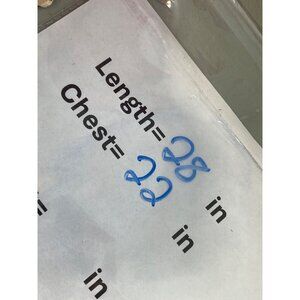 Length= 28 in
Chest= 22 in
= in